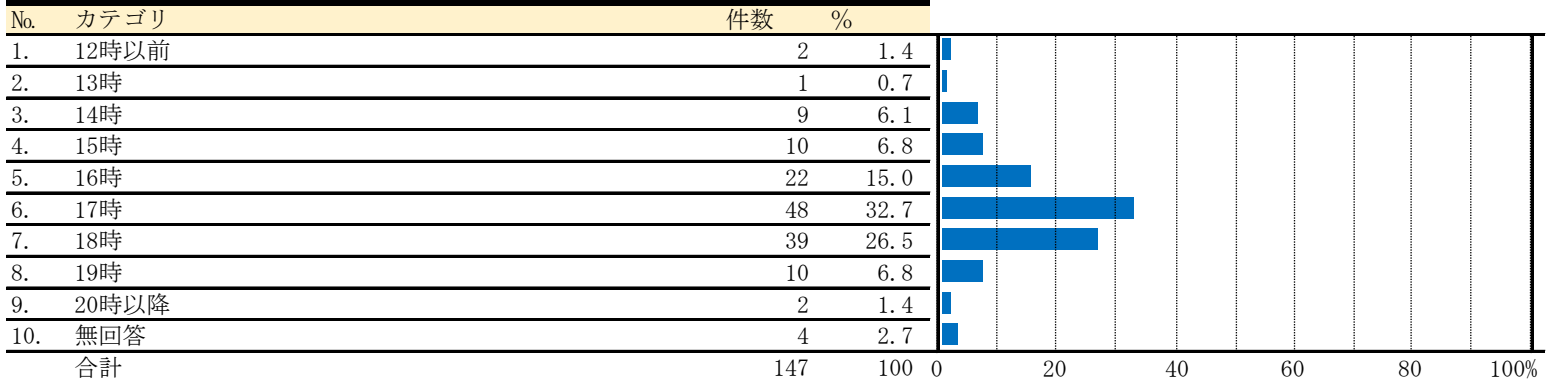 № カテゴリ 件数 %
1. 12時以前 2 1.4
2. 13時 1 0.7
3. 14時 9 6.1
4. 15時 10 6.8
5. 16時 22 15.0
6. 17時 48 32.7
7. 18時 39 26.5
8. 19時 10 6.8
9. 20時以降 2 1.4
10. 無回答 4 2.7
合計 147 100 0 20 40 60 80 100%